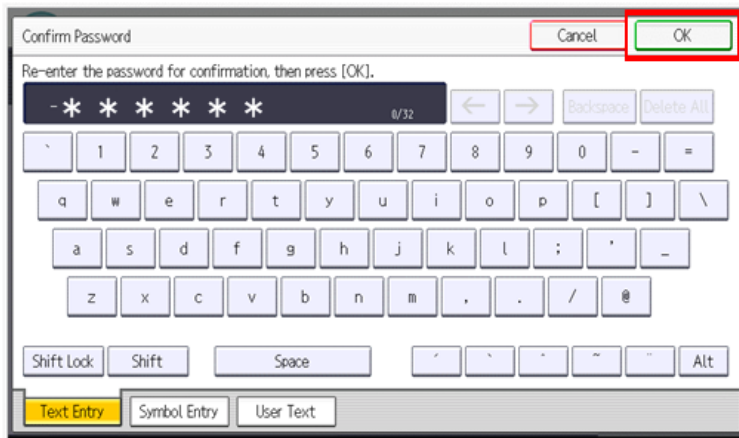 Confirm Password Cancel OK
Re-enter the password for confirmation, then press [OK].
-* * * * * * 0/32 ← → Backspace Delete All
` 1 2 3 4 5 6 7 8 9 0 - =
q w e r t y u i o p [ ] \
a s d f g h j k l ; ' _
z x c v b n m , . / @
Shift Lock Shift Space ´ ` ^ ~ ¨ Alt
Text Entry Symbol Entry User Text